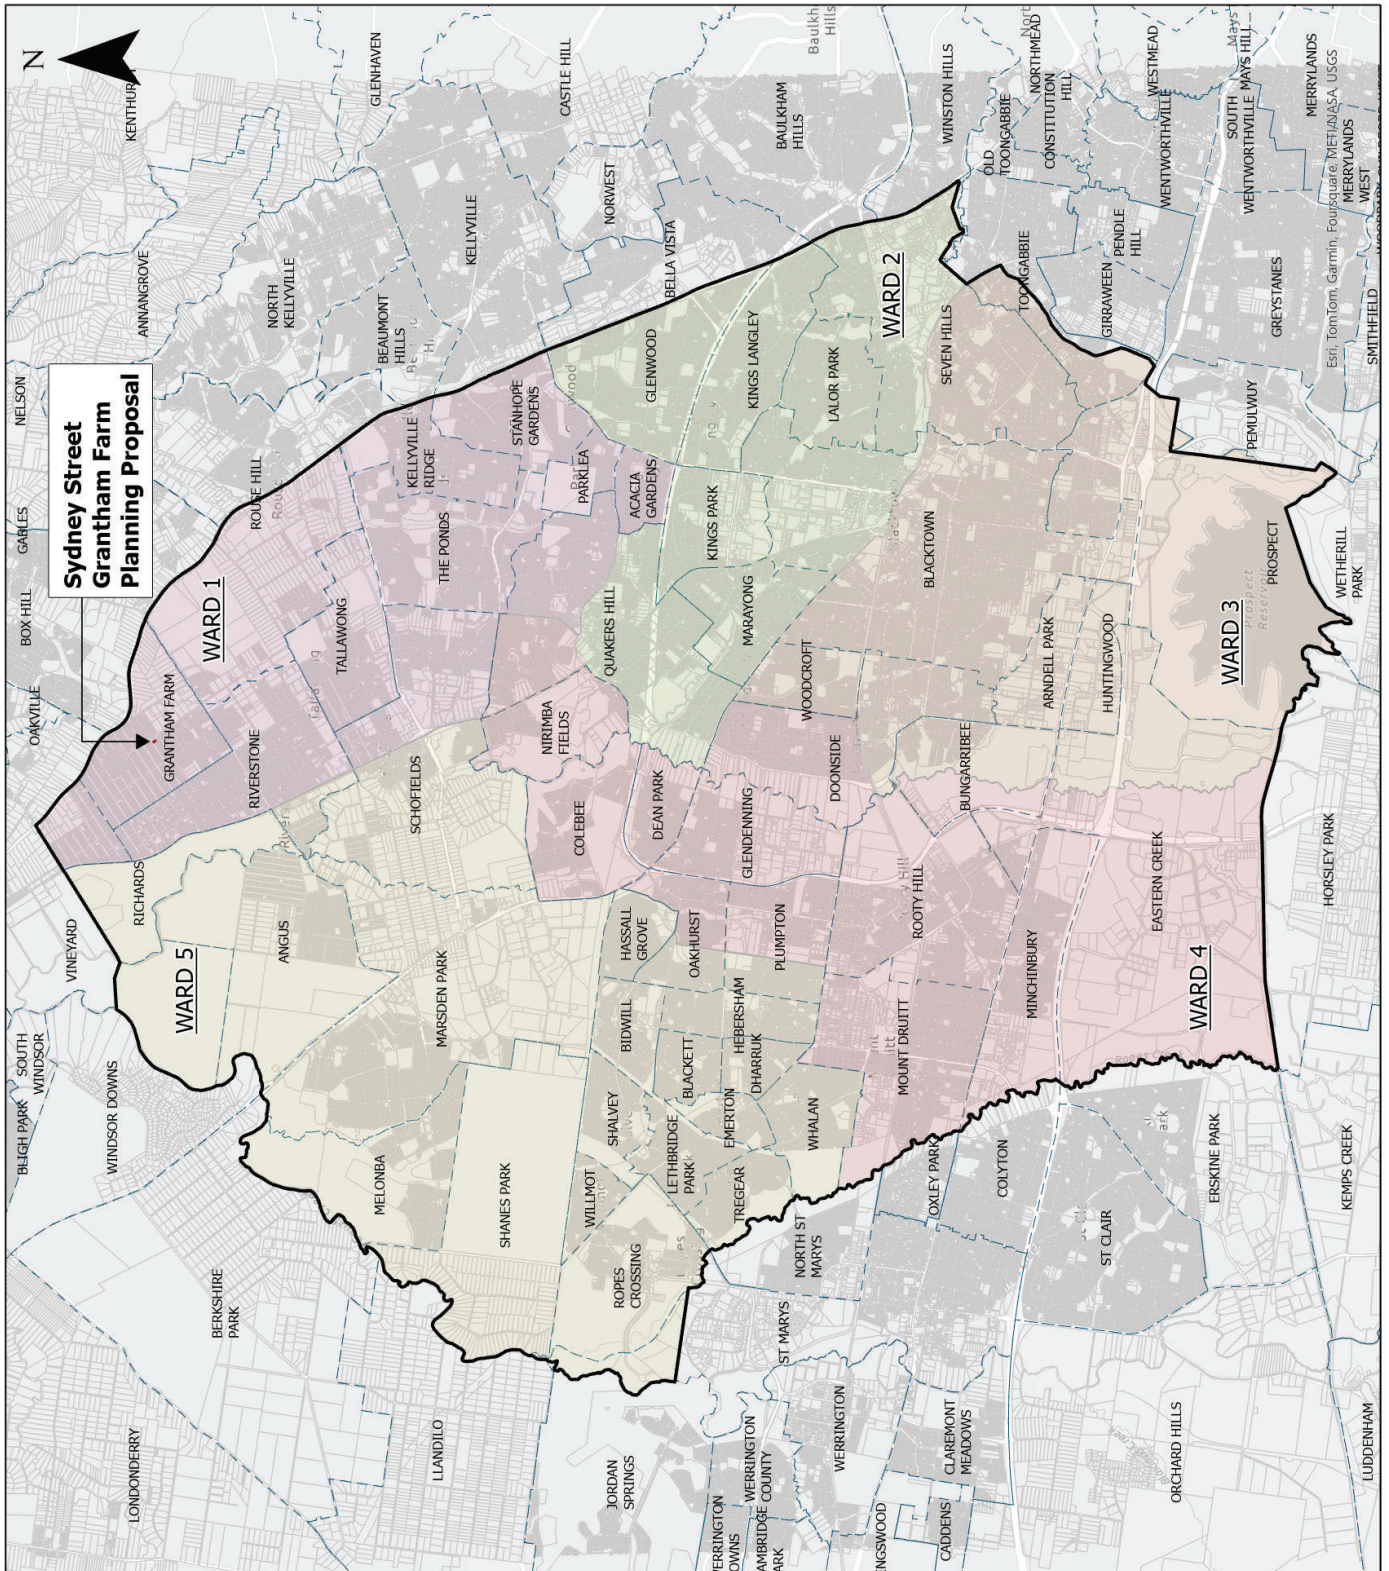 N
Sydney Street
Grantham Farm
Planning Proposal
BLIGH PARK
SOUTH
WINDSOR
VINEYARD
OAKVILLE
BOX HILL
GABLES
NELSON
WINDSOR DOWNS
LONDONDERRY
RICHARDS
GRANTHAM FARM
ANNANGROVE
WARD 5
WARD 1
BERKSHIRE
PARK
ANGUS
RIVERSTONE
ROUSE HILL
NORTH
KELLYVILLE
GLENHAVEN
TALLAWONG
MELONBA
BEAUMONT
HILLS
SCHOFIELDS
KELLYVILLE
RIDGE
LLANDILO
MARSDEN PARK
THE PONDS
KELLYVILLE
SHANES PARK
STANHOPE
GARDENS
NIRIMBA
FIELDS
CASTLE HILL
COLEBEE
PARKLEA
WILLMOT
SHALVEY
QUAKERS HILL
NORWEST
JORDAN
SPRINGS
ROPES
CROSSING
BIDWILL
HASSALL
GROVE
ACACIA
GARDENS
GLENWOOD
DEAN PARK
BELLA VISTA
LETHBRIDGE
PARK
BLACKETT
OAKHURST
KINGS PARK
EMERTON
TREGEAR
HEBERSHAM
DHARRUK
GLENDENNING
MARAYONG
KINGS LANGLEY
WERRINGTON
COUNTY
ST MARYS
PLUMPTON
BAULKHAM
HILLS
NORTH ST
MARYS
WHALAN
WOODCROFT
DOONSIDE
LALOR PARK
WERRINGTON
WARD 2
MOUNT DRUITT
ROOTY HILL
BLACKTOWN
SEVEN HILLS
WINSTON HILLS
OXLEY PARK
CADDENS
CLAREMONT
MEADOWS
BUNGARRIBEE
OLD
TOONGABBIE
COLYTON
MINCHINBURY
TOONGABBIE
ARNDELL PARK
CONSTITUTION
HILL
NORTHMEAD
ST CLAIR
HUNTINGWOOD
GIRRAWEEN
PENDLE
HILL
WESTMEAD
WENTWORTHVILLE
ORCHARD HILLS
EASTERN CREEK
WARD 4
ERSKINE PARK
WARD 3
PROSPECT
PEMULWUY
SOUTH
WENTWORTHVILLE
MAYS HILL
GREYSTANES
MERRYLANDS
HORSLEY PARK
WETHERILL
PARK
KEMPS CREEK
MERRYLANDS
WEST
LUDDENHAM
SMITHFIELD
Esri, TomTom, Garmin, Foursquare, METI/NASA, USGS